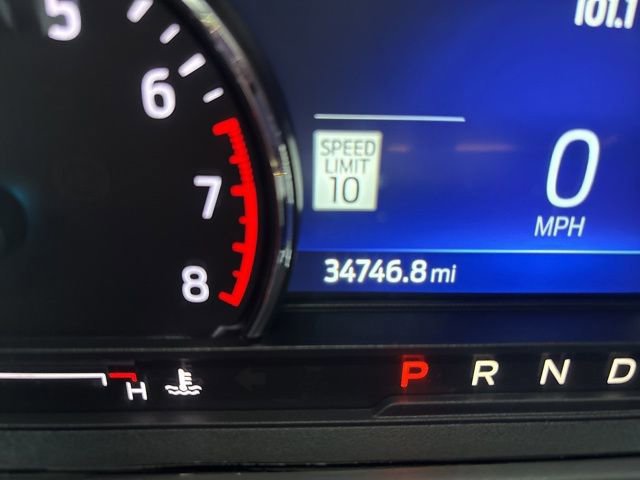 5
6
7
8
101.1
SPEED
LIMIT
10
0
MPH
34746.8 mi
H
P R N D